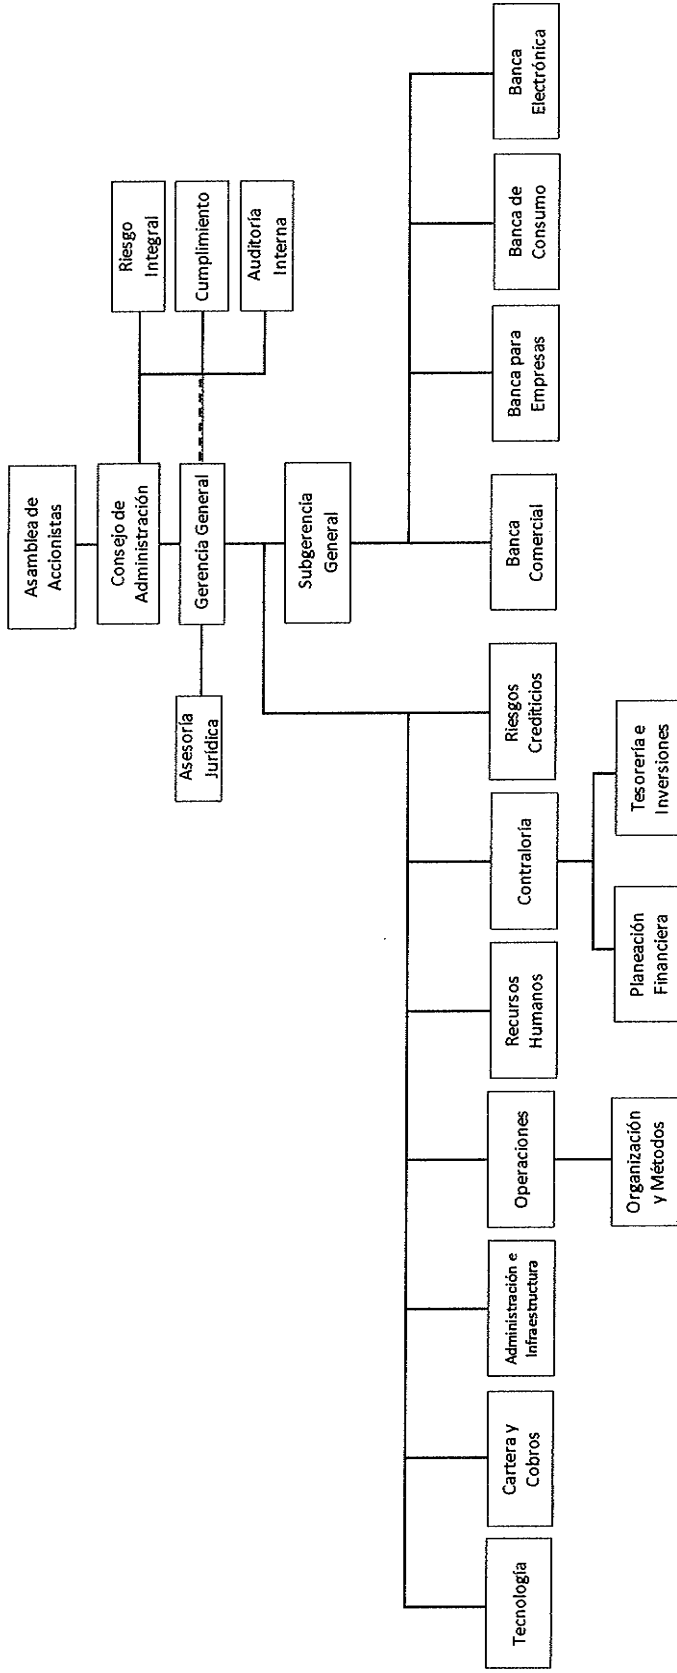 Asamblea de
Accionistas
Consejo de
Administración
Riesgo
Integral
Cumplimiento
Auditoría
Interna
Gerencia General
Asesoría
Jurídica
Subgerencia
General
Tecnología
Cartera y
Cobros
Administración e
Infraestructura
Operaciones
Recursos
Humanos
Contraloría
Riesgos
Crediticios
Banca
Comercial
Banca para
Empresas
Banca de
Consumo
Banca
Electrónica
Organización
y Métodos
Planeación
Financiera
Tesorería e
Inversiones